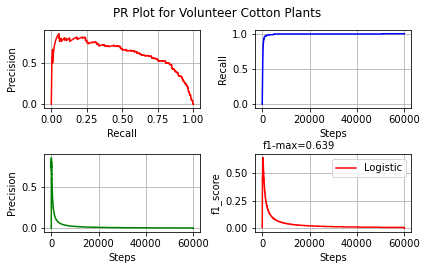 PR Plot for Volunteer Cotton Plants
Precision
0.5
0.0
0.00 0.25 0.50 0.75 1.00
Recall
Recall
1.0
0.5
0.0
0 20000 40000 60000
Steps
Precision
0.5
0.0
0 20000 40000 60000
Steps
f1-max=0.639
f1_score
0.50
0.25
0.00
Logistic
0 20000 40000 60000
Steps